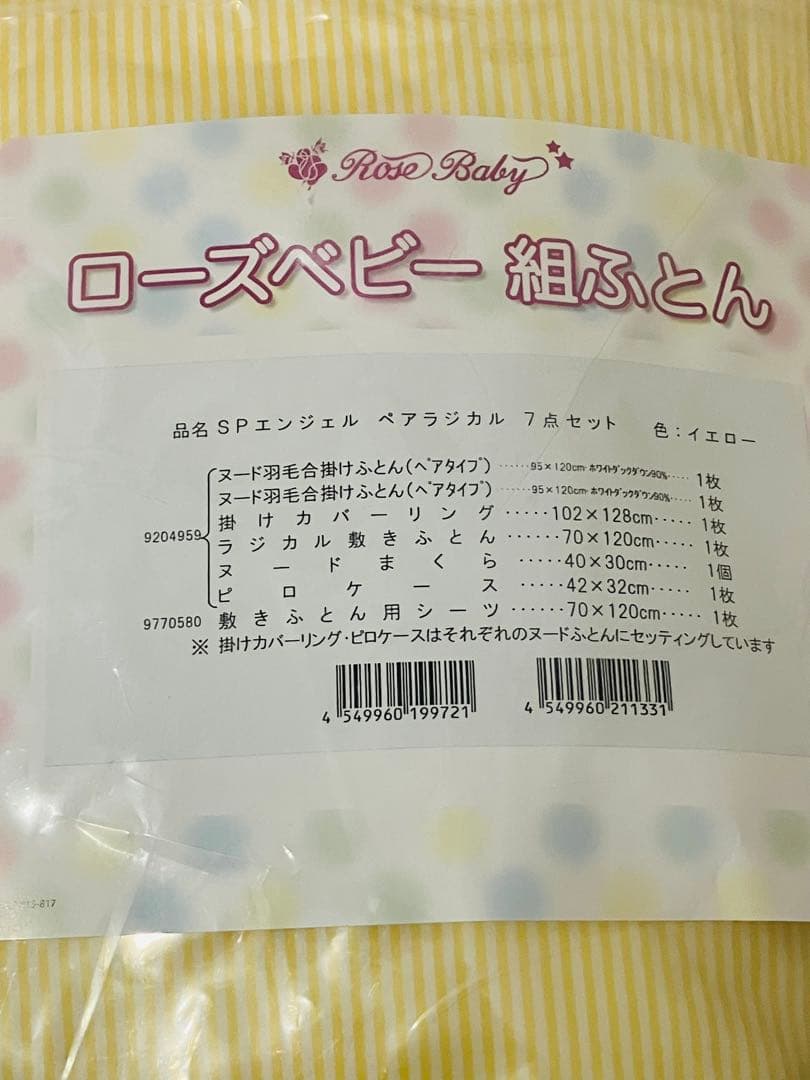 Rose Baby
ローズベビー 組ふとん
品名 SPエンジェル ペアラジカル 7点セット 色：イエロー
ヌード羽毛合掛けふとん(ﾍﾟｱﾀｲﾌﾟ)……95×120cm･ﾎﾜｲﾄﾀﾞｯｸﾀﾞｳﾝ90%……1枚
ヌード羽毛合掛けふとん(ﾍﾟｱﾀｲﾌﾟ)……95×120cm･ﾎﾜｲﾄﾀﾞｯｸﾀﾞｳﾝ90%……1枚
掛けカバーリング……102×128cm……1枚
9204959 ラジカル敷きふとん……70×120cm……1枚
ヌードまくら……40×30cm……1個
ピロケース……42×32cm……1枚
9770580 敷きふとん用シーツ……70×120cm……1枚
※ 掛けカバーリング･ピロケースはそれぞれのヌードふとんにセッティングしています
4 549960 199721
4 549960 211331